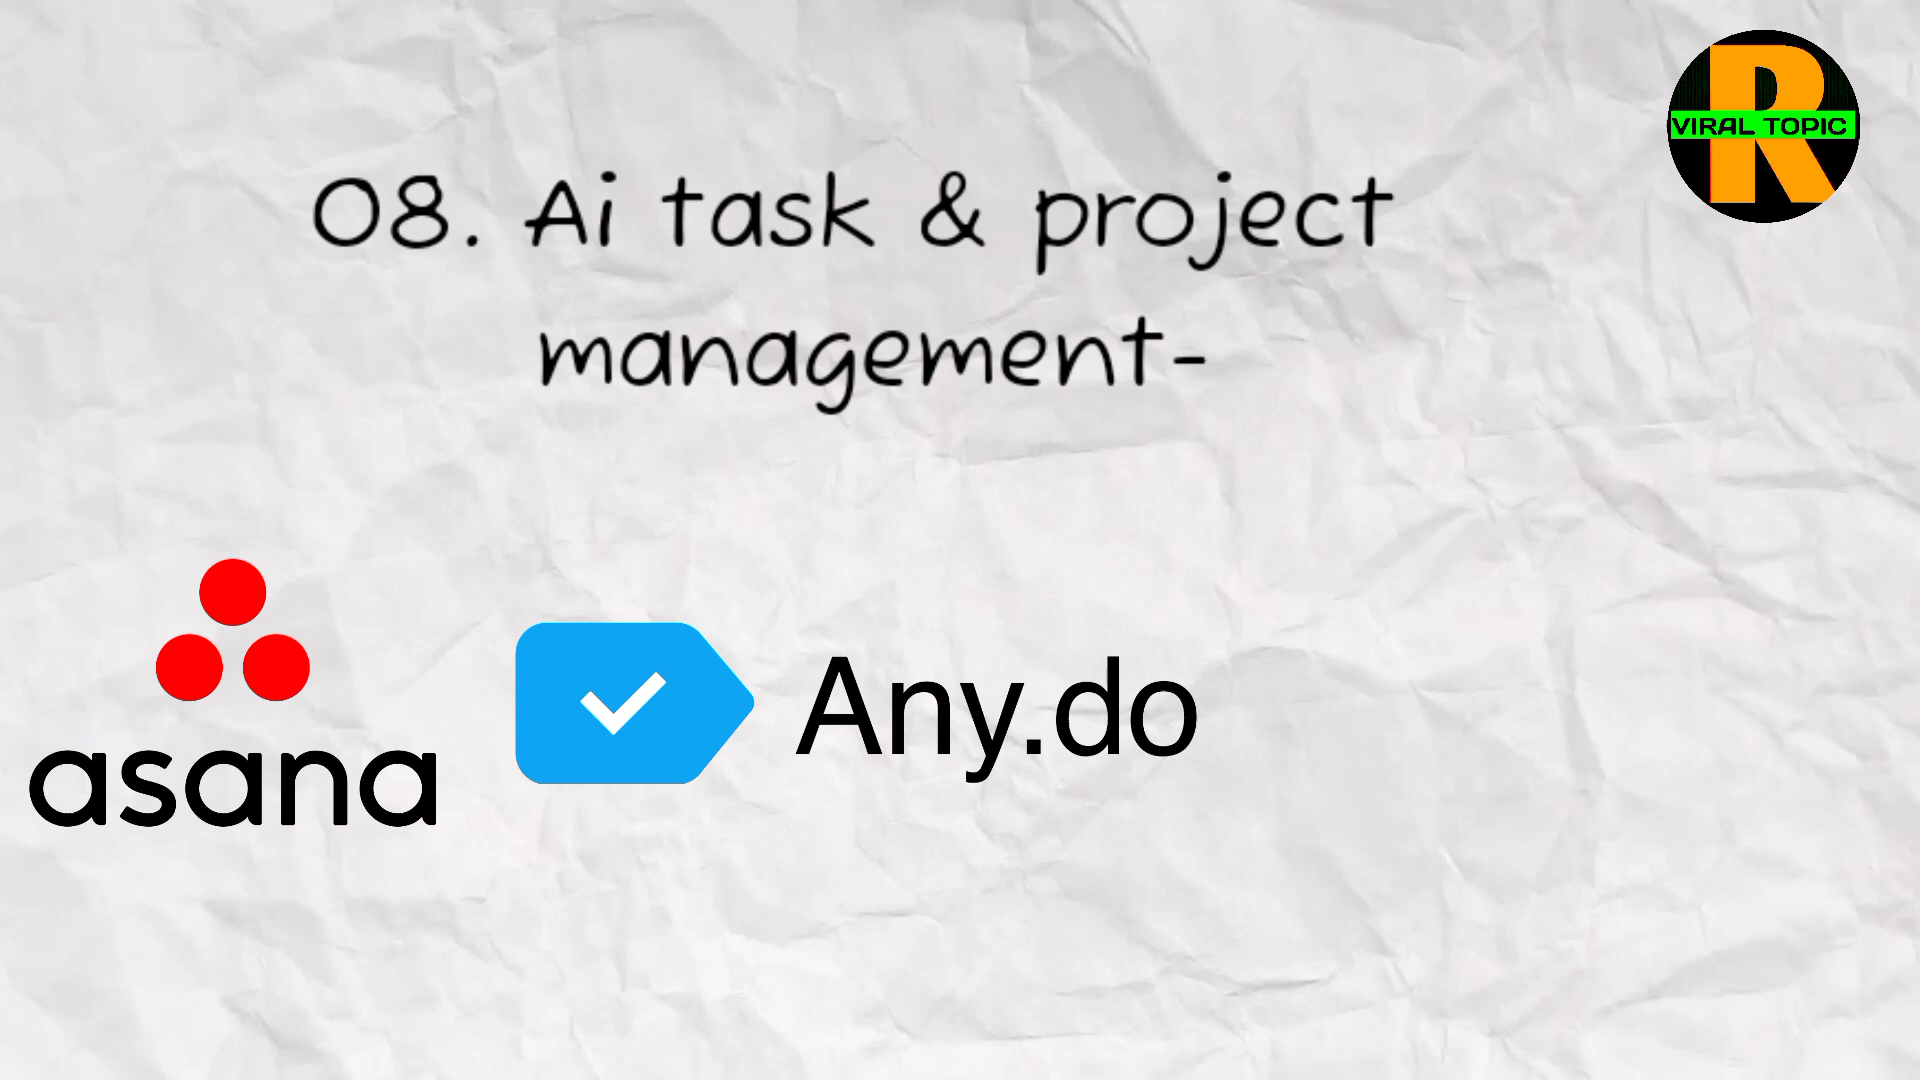 R
VIRAL TOPIC
08. Ai task & project
management-
asana
Any.do